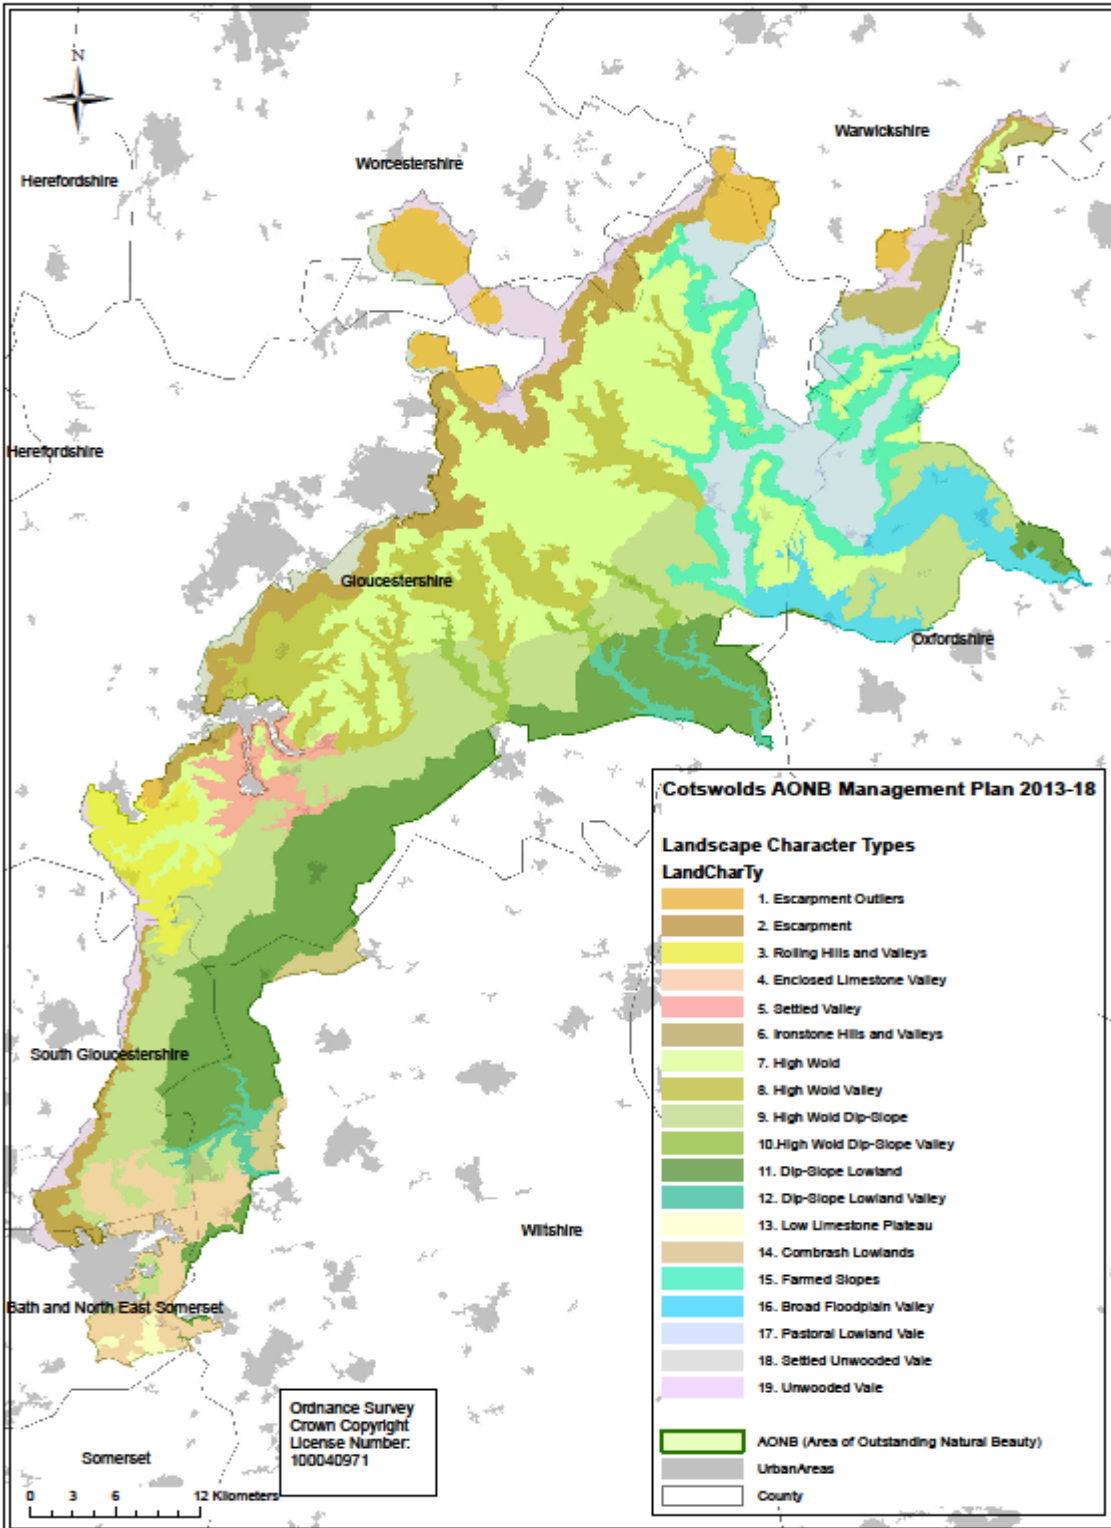 N
Warwickshire
Worcestershire
Herefordshire
Herefordshire
Gloucestershire
Oxfordshire
Cotswolds AONB Management Plan 2013-18
Landscape Character Types
LandCharTy
1. Escarpment Outliers
2. Escarpment
3. Rolling Hills and Valleys
4. Enclosed Limestone Valley
5. Settled Valley
6. Ironstone Hills and Valleys
7. High Wold
8. High Wold Valley
9. High Wold Dip-Slope
10.High Wold Dip-Slope Valley
11. Dip-Slope Lowland
12. Dip-Slope Lowland Valley
13. Low Limestone Plateau
14. Cornbrash Lowlands
15. Farmed Slopes
16. Broad Floodplain Valley
17. Pastoral Lowland Vale
18. Settled Unwooded Vale
19. Unwooded Vale
AONB (Area of Outstanding Natural Beauty)
UrbanAreas
County
South Gloucestershire
Wiltshire
Bath and North East Somerset
Somerset
Ordnance Survey
Crown Copyright
License Number:
100040971
0 3 6 12 Kilometers